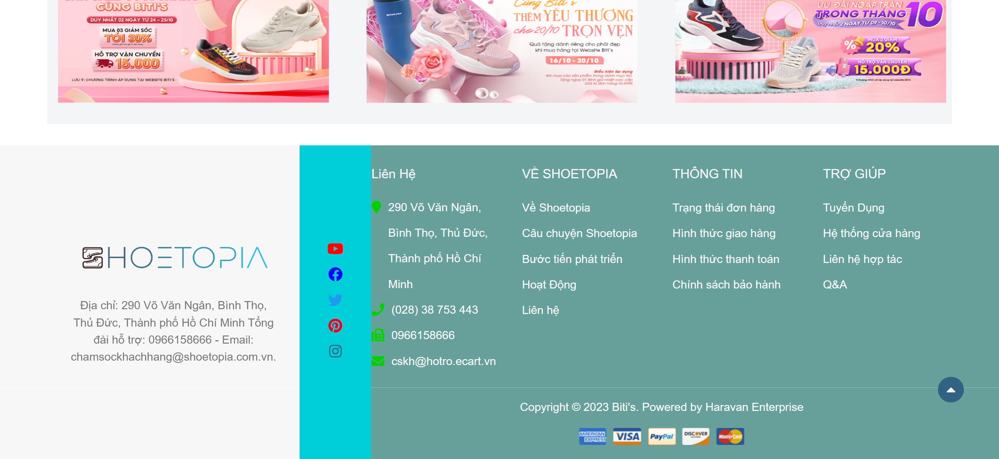 CÙNG BITI'S
DUY NHẤT 02 NGÀY TỪ 24 – 25/10
MUA 03 GIẢM SỐC
TỚI 30%
HỖ TRỢ VẬN CHUYỂN
15.000
LƯU Ý: CHƯƠNG TRÌNH ÁP DỤNG TẠI WEBSITE BITI'S
BITI'S Hunter
Cùng Biti's
THÊM YÊU THƯƠNG
cho 20/10 TRỌN VẸN
Quà tặng dành riêng cho phái đẹp
khi mua hàng tại Website Biti's
16/10 - 20/10
Điều kiện áp dụng
Khi mua các sản phẩm trong danh mục Nữ.
Tặng ngay 01 Bình giữ nhiệt cao cấp
Giá trị đơn hàng từ 699K
ƯU ĐÃI NGẬP TRÀN
TRONG THÁNG 10
Duy nhất 2 NGÀY TỪ 09 - 10/10
% MUA 2 GIẢM
20%
HỖ TRỢ VẬN CHUYỂN
15.000Đ
*Chương trình chỉ áp dụng tại website Biti's
SHOETOPIA
Địa chỉ: 290 Võ Văn Ngân, Bình Thọ,
Thủ Đức, Thành phố Hồ Chí Minh Tổng
đài hỗ trợ: 0966158666 - Email:
chamsockhachhang@shoetopia.com.vn.
Liên Hệ
290 Võ Văn Ngân,
Bình Thọ, Thủ Đức,
Thành phố Hồ Chí
Minh
(028) 38 753 443
0966158666
cskh@hotro.ecart.vn
VỀ SHOETOPIA
Về Shoetopia
Câu chuyện Shoetopia
Bước tiến phát triển
Hoạt Động
Liên hệ
THÔNG TIN
Trạng thái đơn hàng
Hình thức giao hàng
Hình thức thanh toán
Chính sách bảo hành
TRỢ GIÚP
Tuyển Dụng
Hệ thống cửa hàng
Liên hệ hợp tác
Q&A
Copyright © 2023 Biti's. Powered by Haravan Enterprise
AMERICAN EXPRESS
VISA
PayPal
DISCOVER NETWORK
MasterCard